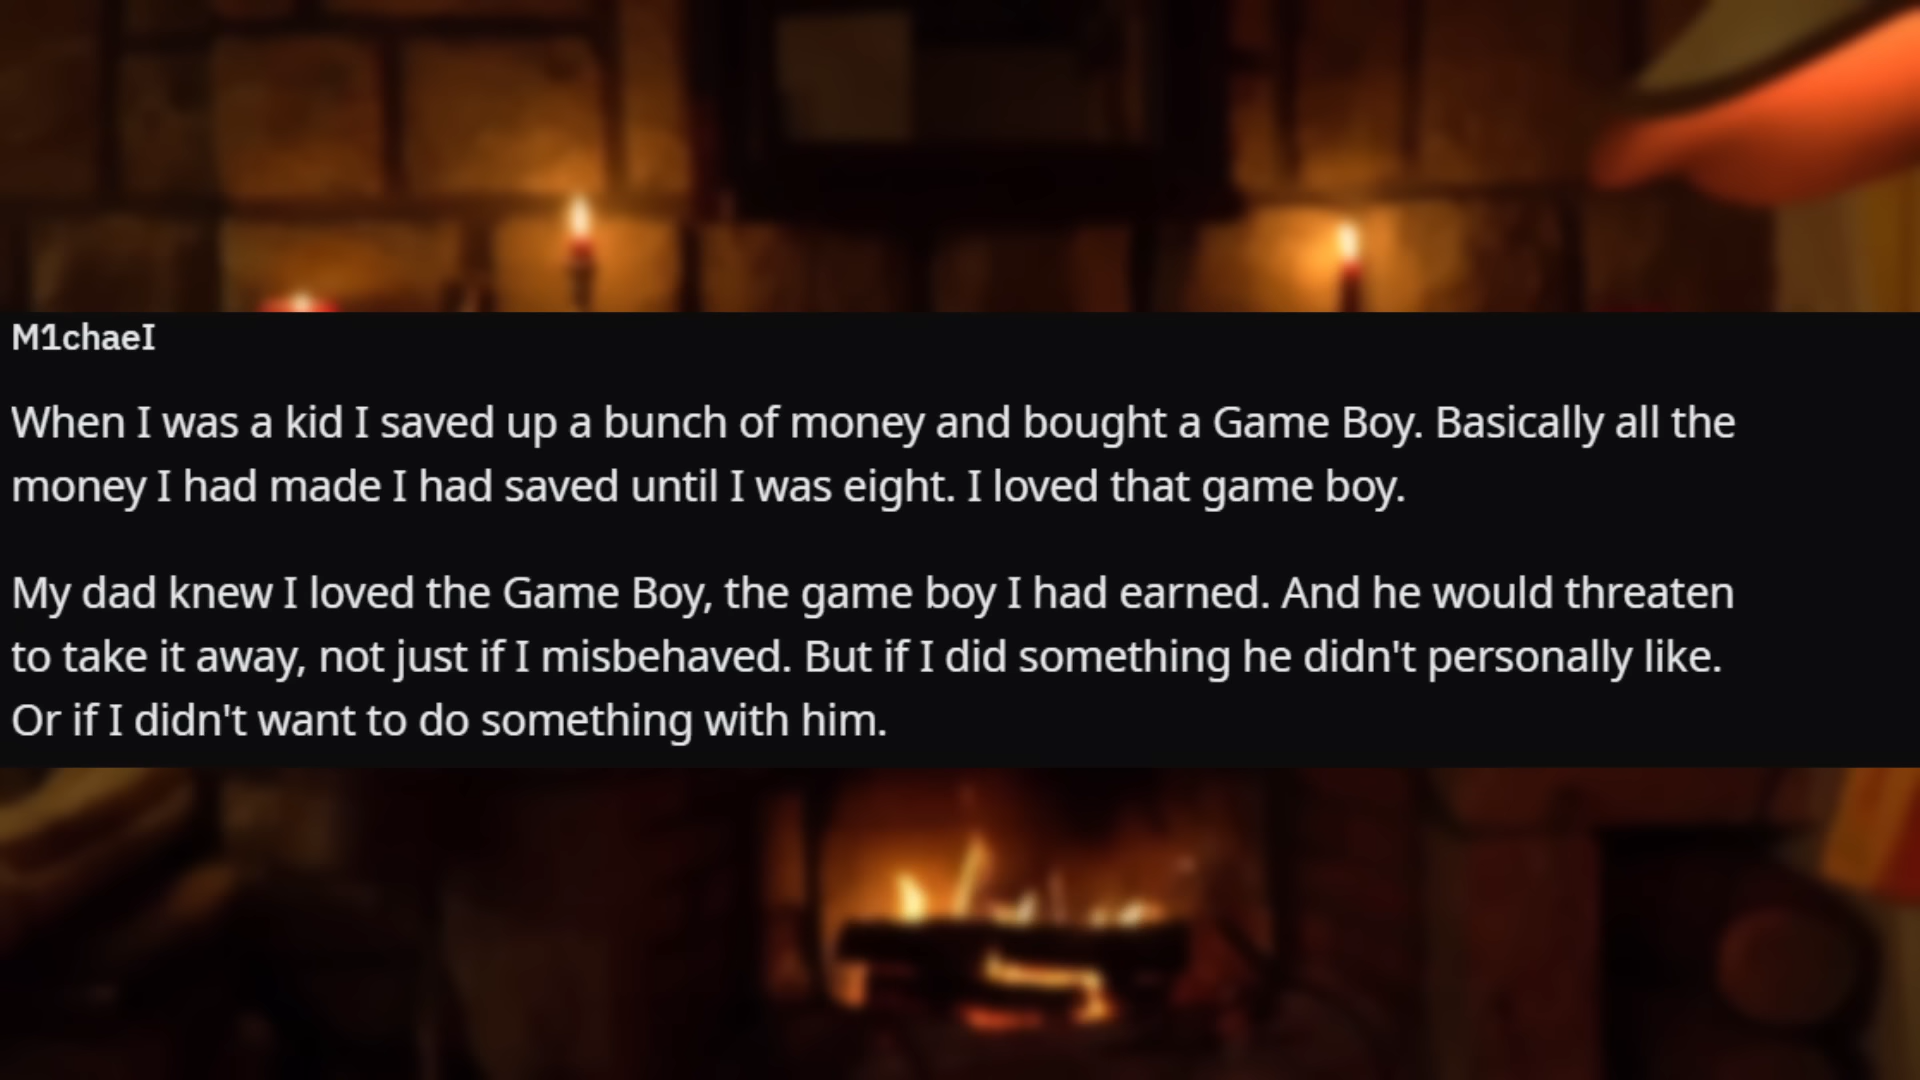 M1chaeI
When I was a kid I saved up a bunch of money and bought a Game Boy. Basically all the
money I had made I had saved until I was eight. I loved that game boy.
My dad knew I loved the Game Boy, the game boy I had earned. And he would threaten
to take it away, not just if I misbehaved. But if I did something he didn't personally like.
Or if I didn't want to do something with him.